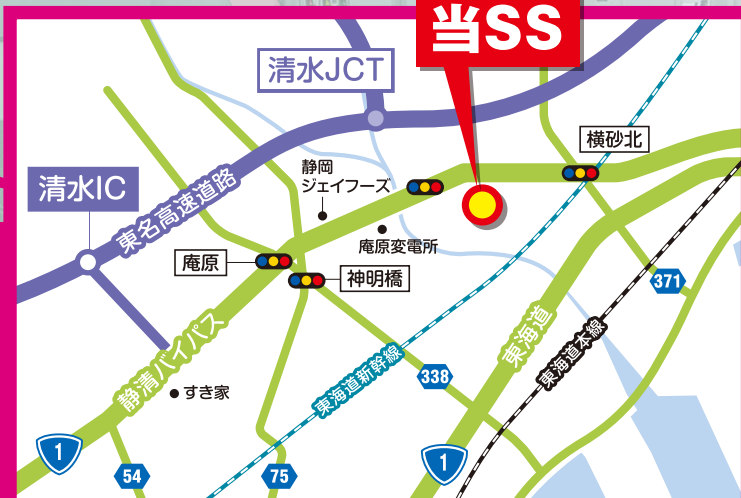 当SS
清水JCT
横砂北
静岡
ジェイフーズ
清水IC
東名高速道路
庵原変電所
庵原
神明橋
371
静清バイパス
東海道
東海道新幹線
東海道本線
338
すき家
1
1
54
75